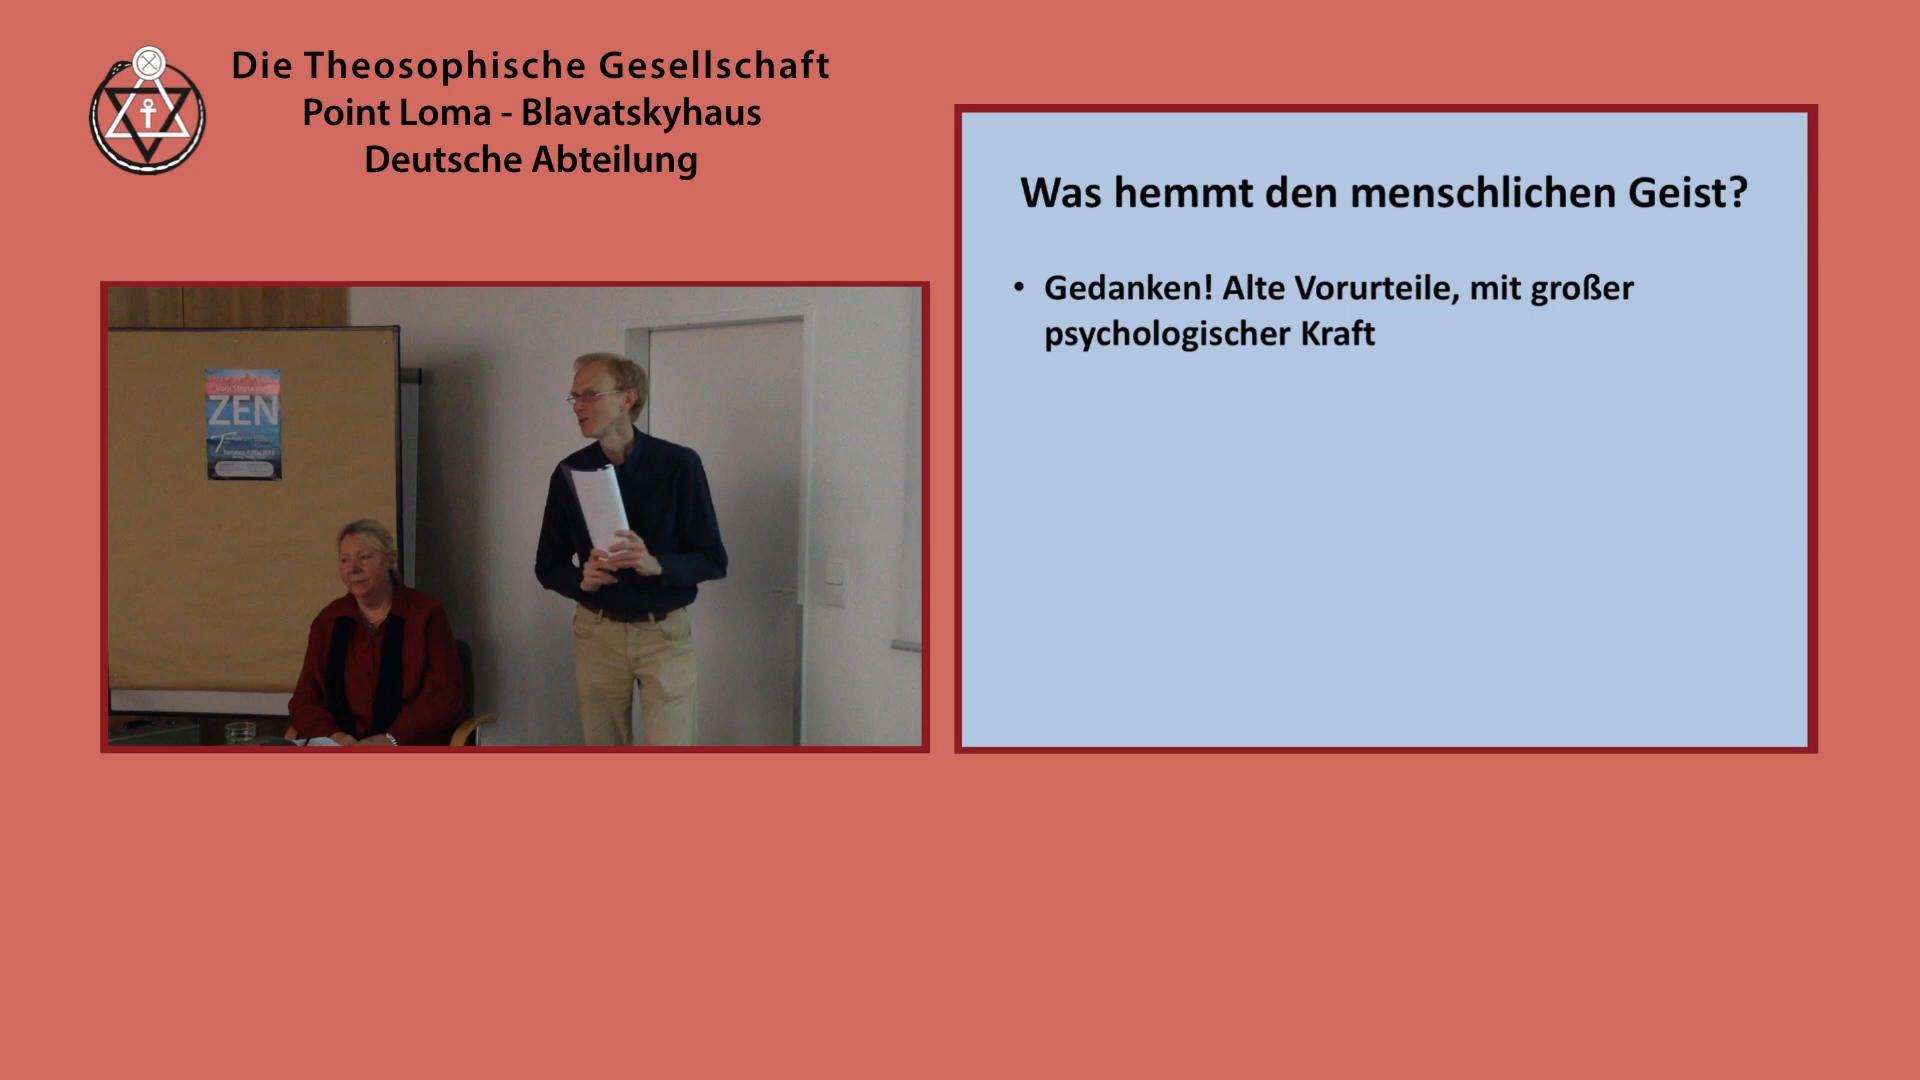 Die Theosophische Gesellschaft
Point Loma - Blavatskyhaus
Deutsche Abteilung
Was hemmt den menschlichen Geist?
• Gedanken! Alte Vorurteile, mit großer
psychologischer Kraft
ZEN